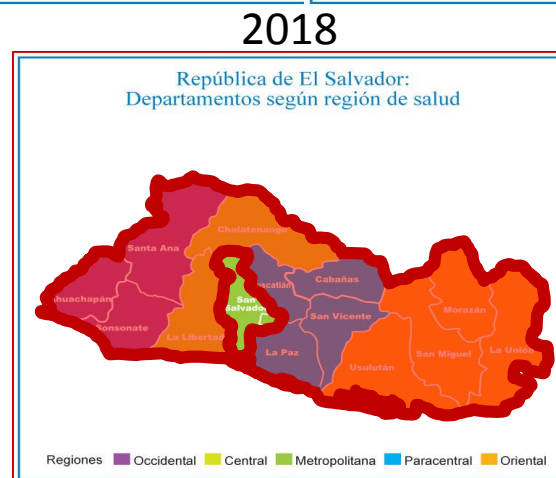 2018
República de El Salvador:
Departamentos según región de salud
Chalatenango
Santa Ana
Cabañas
Ahuachapán
Cuscatlán
San
Salvador
San Vicente
Morazán
Sonsonate
La Libertad
La Paz
Usulután
San Miguel
La Unión
Regiones Occidental Central Metropolitana Paracentral Oriental